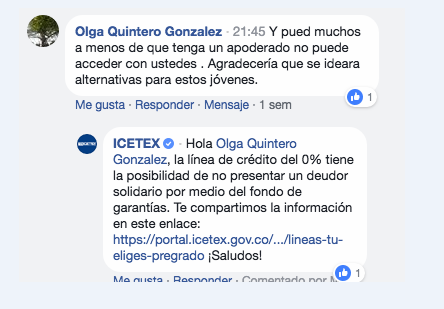 Olga Quintero Gonzalez · 21:45 Y pued muchos
a menos de que tenga un apoderado no puede
acceder con ustedes . Agradecería que se ideara
alternativas para estos jóvenes.
1
Me gusta · Responder · Mensaje · 1 sem
ICETEX · Hola Olga Quintero
Gonzalez, la línea de crédito del 0% tiene
la posibilidad de no presentar un deudor
solidario por medio del fondo de
garantías. Te compartimos la información
en este enlace:
https://portal.icetex.gov.co/.../lineas-tu-
eliges-pregrado ¡Saludos!
1
Me gusta · Responder · Comentado por